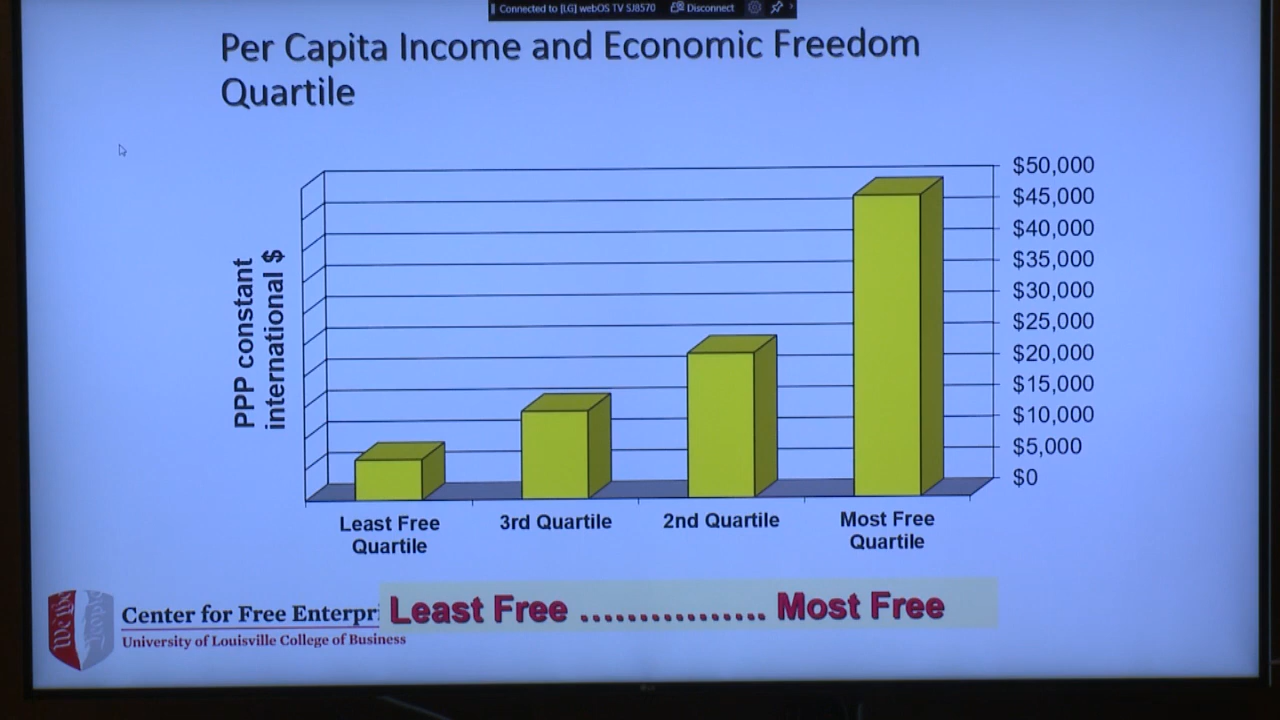 Connected to [LG] webOS TV SJ8570 Disconnect
Per Capita Income and Economic Freedom
Quartile
PPP constant
international $
$50,000
$45,000
$40,000
$35,000
$30,000
$25,000
$20,000
$15,000
$10,000
$5,000
$0
Least Free
Quartile
3rd Quartile
2nd Quartile
Most Free
Quartile
Least Free ............... Most Free
Center for Free Enterpr
University of Louisville College of Business
We the